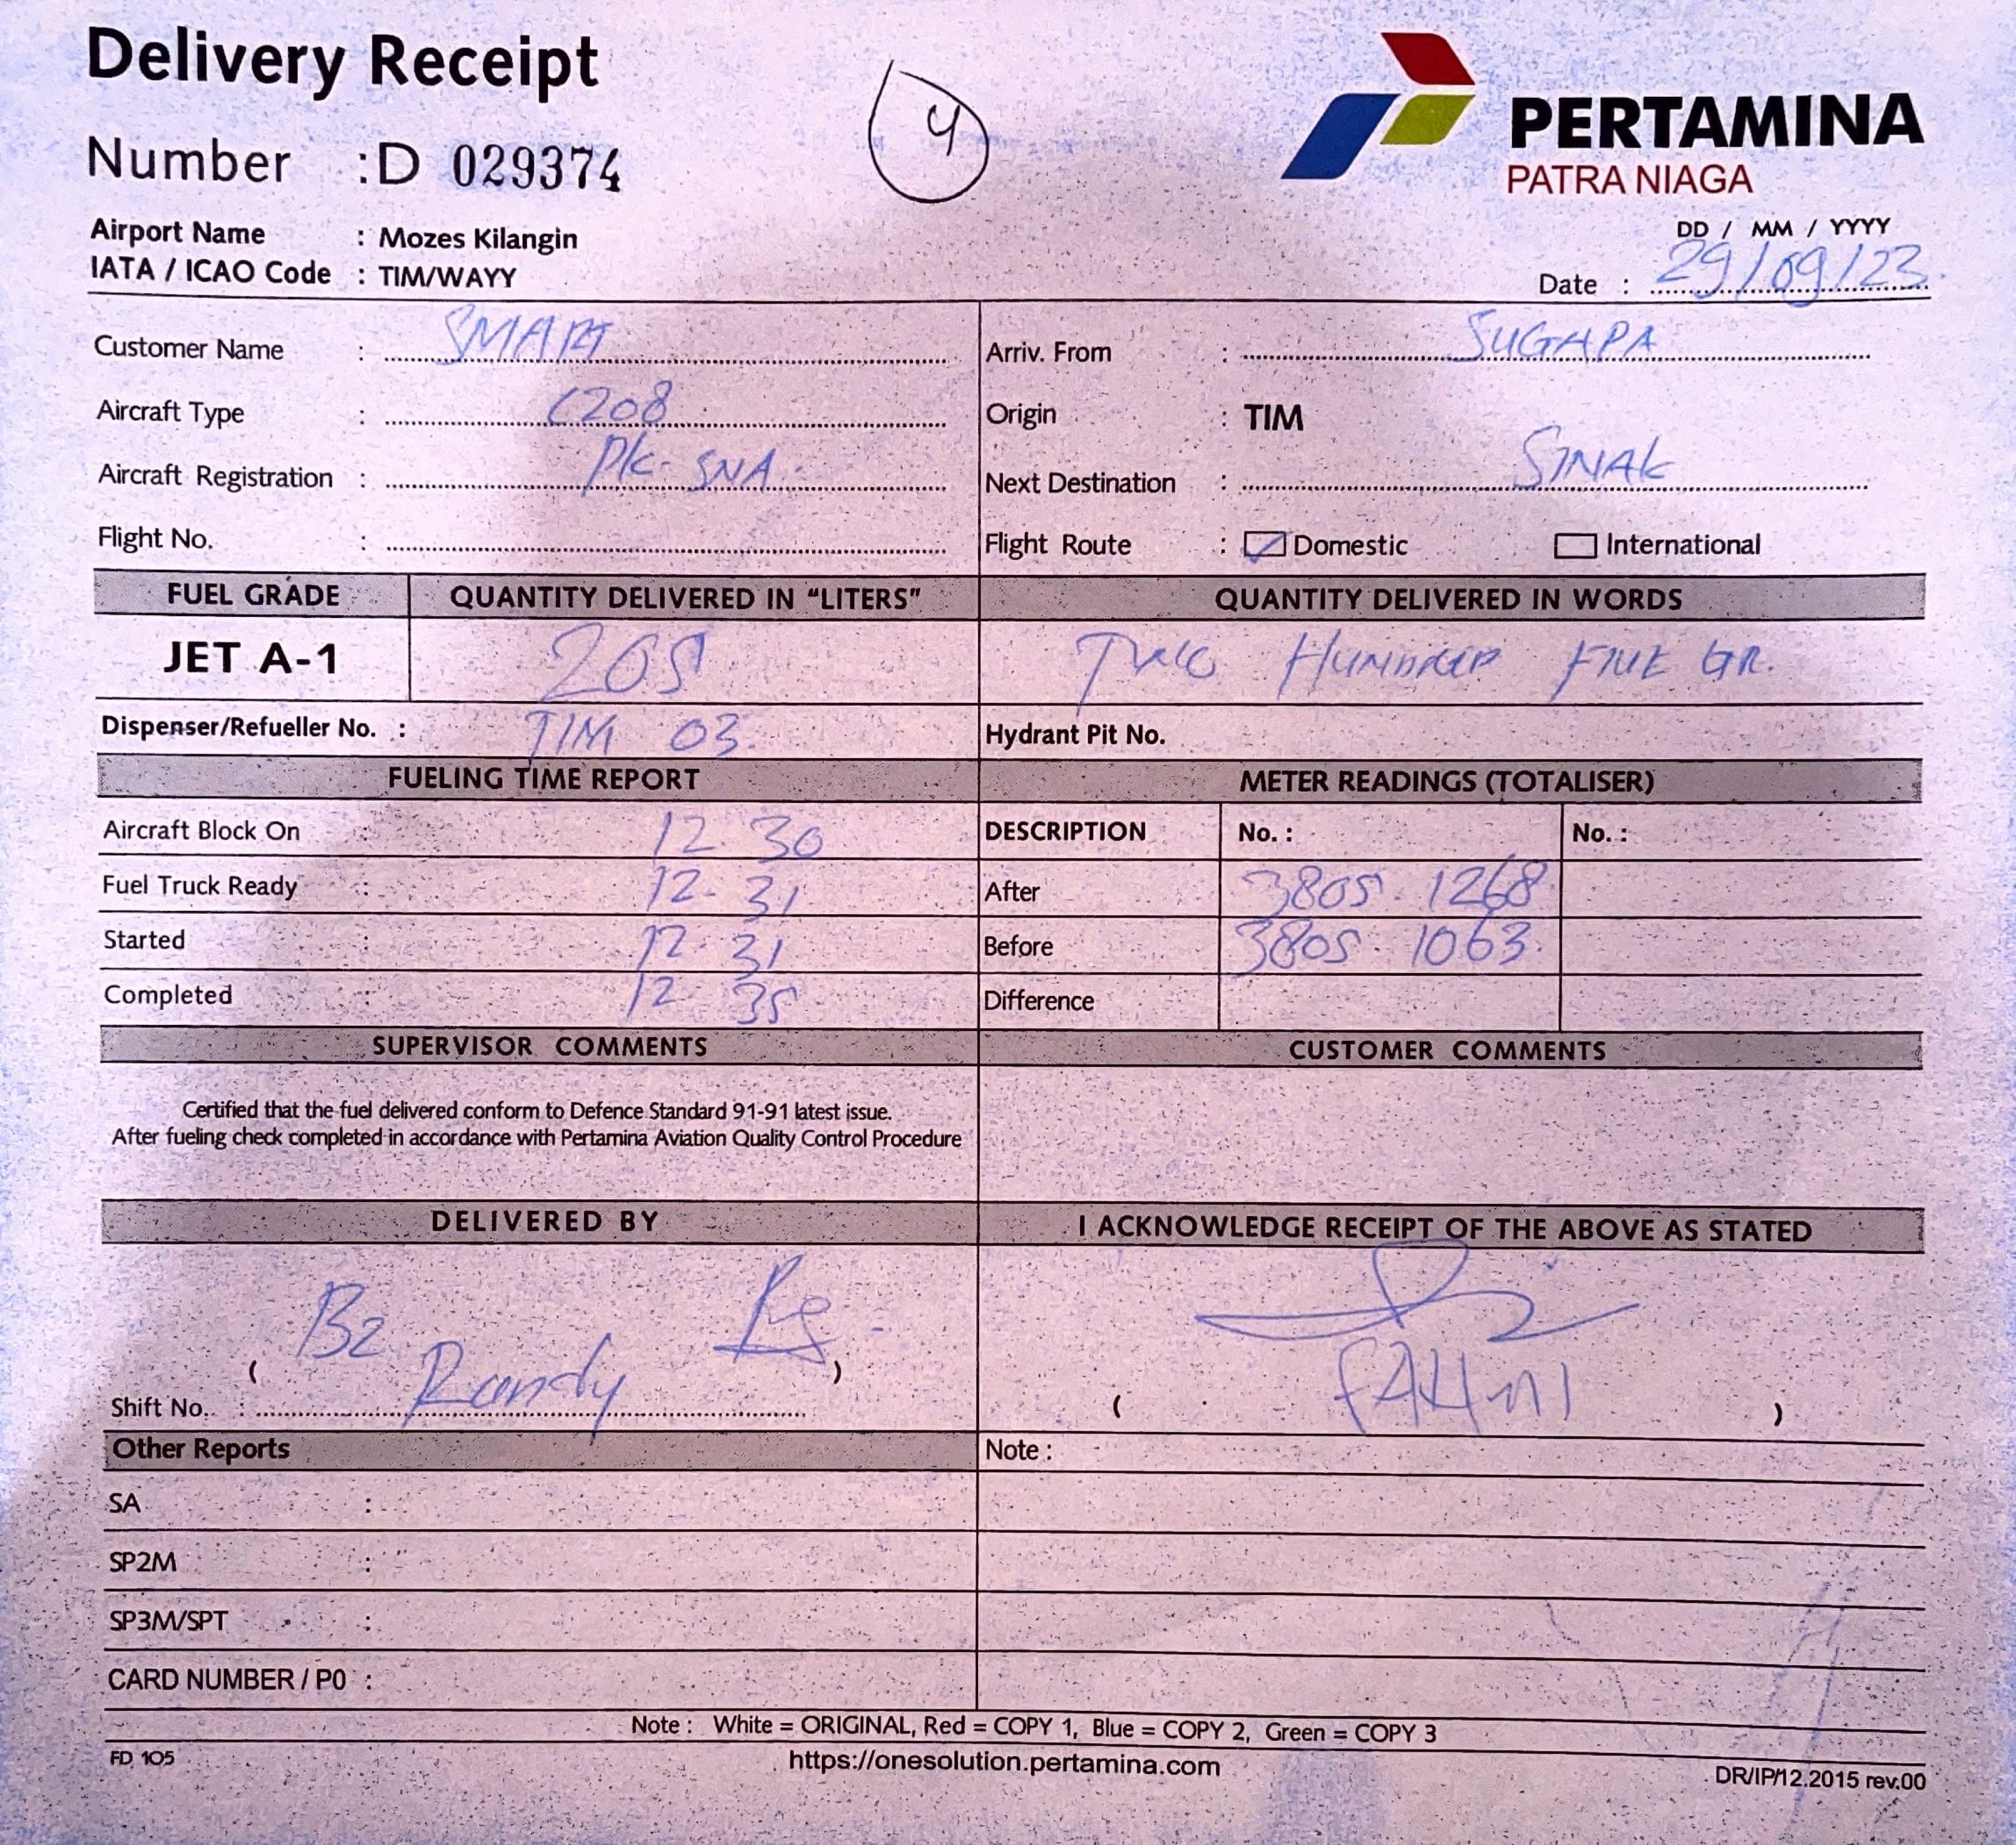 Delivery Receipt
4
Number : D 029374
PERTAMINA
PATRA NIAGA
Airport Name : Mozes Kilangin
IATA / ICAO Code : TIM/WAYY
DD / MM / YYYY
Date : 29/09/23.
Customer Name : SMART
Arriv. From : SUGAPA
Aircraft Type : C208
Origin : TIM
Aircraft Registration : PK-SNA.
Next Destination : SINAK
Flight No. :
Flight Route : Domestic International
FUEL GRADE QUANTITY DELIVERED IN "LITERS" QUANTITY DELIVERED IN WORDS
JET A-1 205 TWO HUNDRED FIVE GR.
Dispenser/Refueller No. : TIM 03. Hydrant Pit No.
FUELING TIME REPORT METER READINGS (TOTALISER)
Aircraft Block On : 12 30 DESCRIPTION No. : No. :
Fuel Truck Ready : 12. 31 After 3805. 1268.
Started : 12. 31 Before 3805. 1063.
Completed : 12 35. Difference
SUPERVISOR COMMENTS CUSTOMER COMMENTS
Certified that the fuel delivered conform to Defence Standard 91-91 latest issue.
After fueling check completed in accordance with Pertamina Aviation Quality Control Procedure
DELIVERED BY I ACKNOWLEDGE RECEIPT OF THE ABOVE AS STATED
B2
( Randy )
Shift No. :
( FAHMI )
Other Reports Note :
SA :
SP2M :
SP3M/SPT :
CARD NUMBER / P0 :
Note : White = ORIGINAL, Red = COPY 1, Blue = COPY 2, Green = COPY 3
FD 105 https://onesolution.pertamina.com DR/IP/12.2015 rev.00